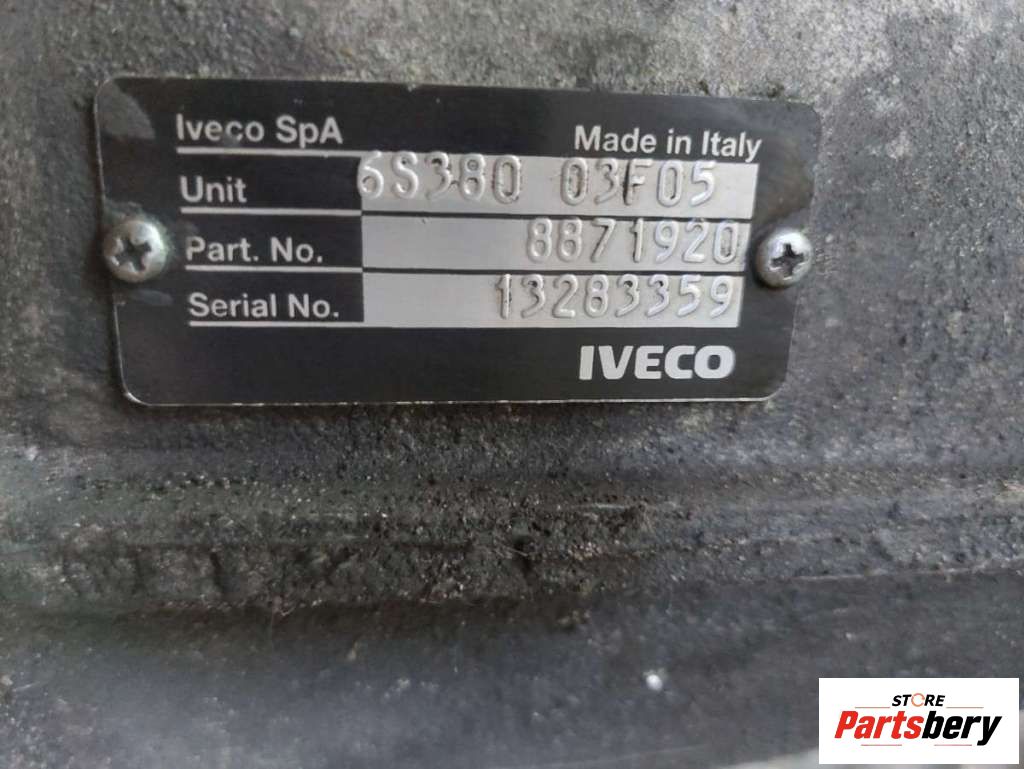 Iveco SpA Made in Italy
Unit 6S380 03F05
Part. No. 8871920
Serial No. 13283359
IVECO
STORE
Partsbery